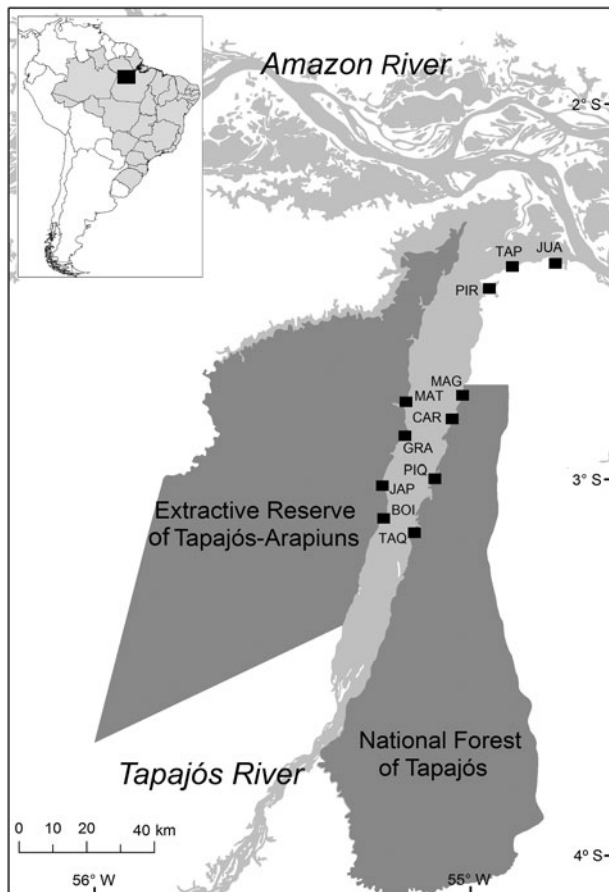 Amazon River
2° S
TAP
JUA
PIR
MAG
MAT
CAR
GRA
PIQ
3° S
JAP
Extractive Reserve
of Tapajós-Arapiuns
BOI
TAQ
National Forest
of Tapajós
Tapajós River
0 10 20 40 km
4° S
56° W
55° W